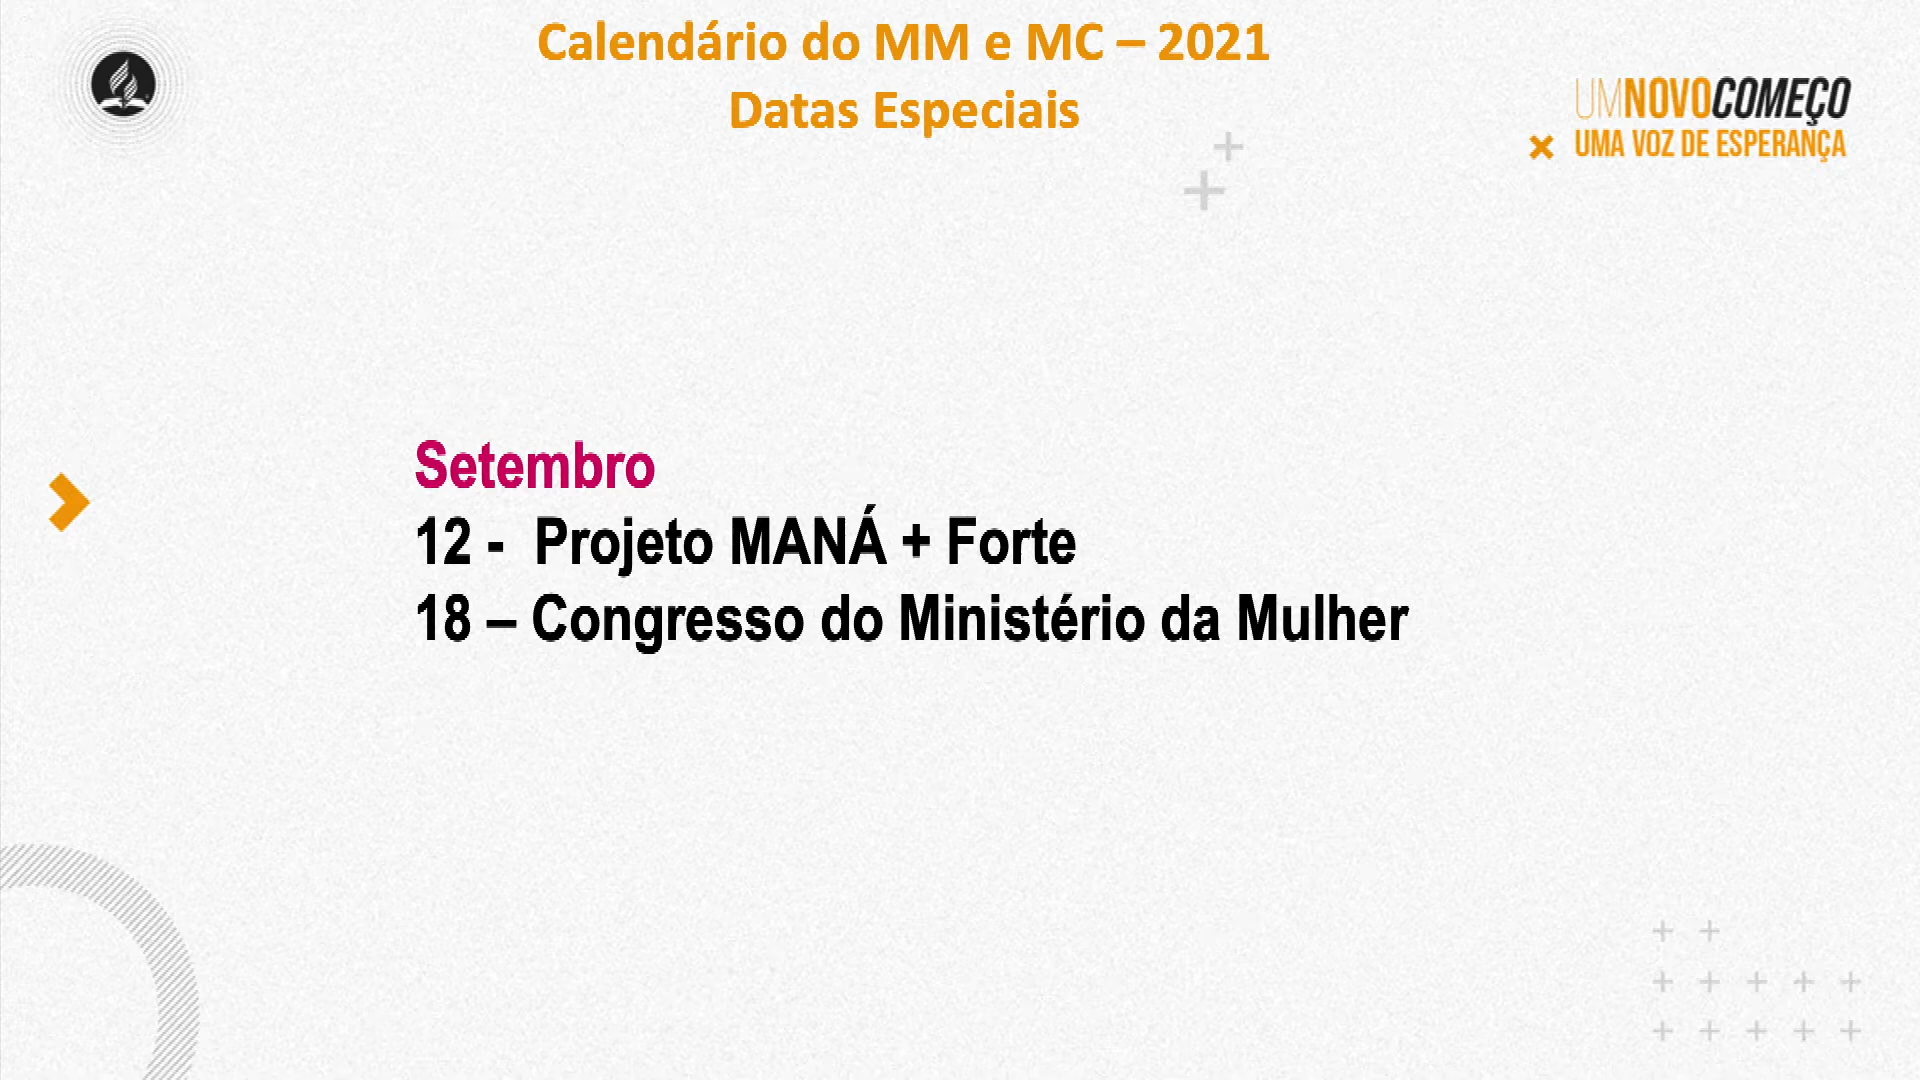 Calendário do MM e MC – 2021
Datas Especiais
UMNOVOCOMEÇO
UMA VOZ DE ESPERANÇA
Setembro
12 -  Projeto MANÁ + Forte
18 – Congresso do Ministério da Mulher